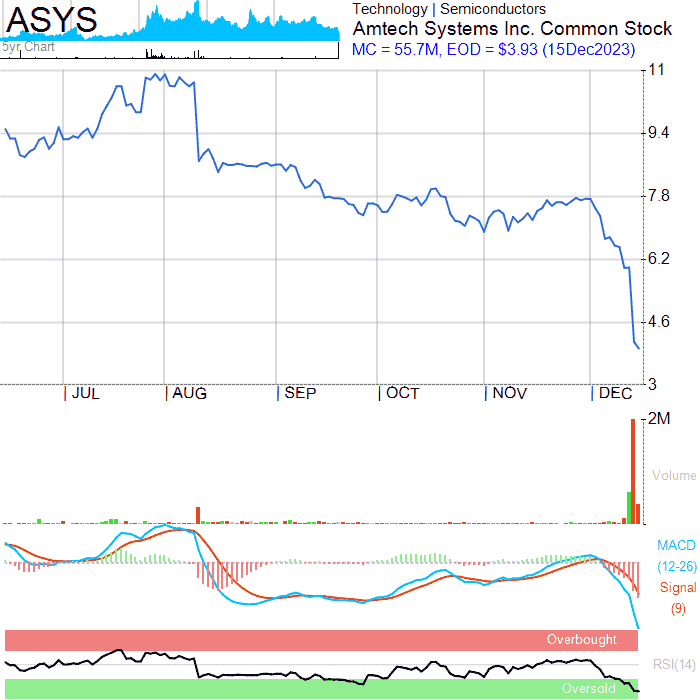 ASYS
Technology | Semiconductors
Amtech Systems Inc. Common Stock
MC = 55.7M, EOD = $3.93 (15Dec2023)
5yr Chart
11
9.4
7.8
6.2
4.6
3
JUL
AUG
SEP
OCT
NOV
DEC
2M
Volume
MACD
(12-26)
Signal
(9)
Overbought
RSI(14)
Oversold